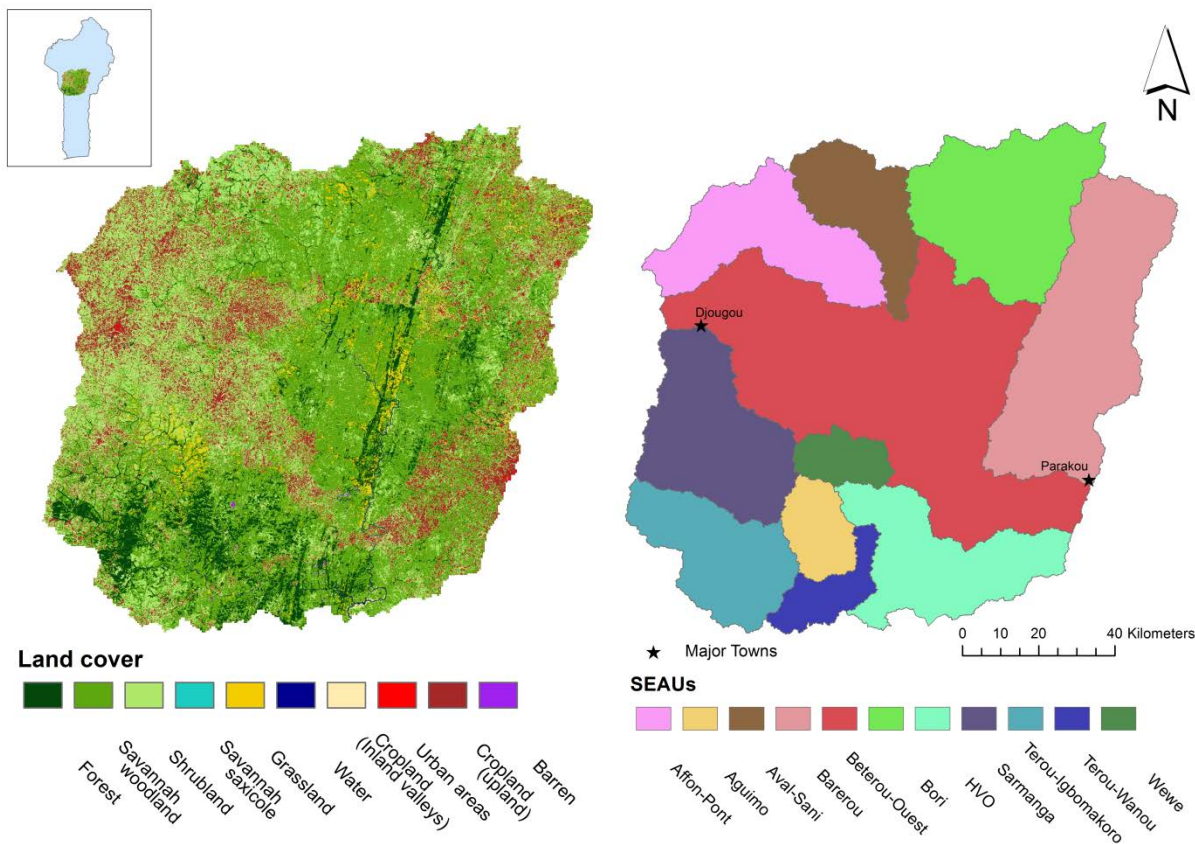 N
Djougou
Parakou
0 10 20 40 Kilometers
★ Major Towns
Land cover
Forest
Savannah
woodland
Shrubland
Savannah
saxicole
Grassland
Water
Cropland
(Inland valleys)
Urban areas
Cropland
(upland)
Barren
SEAUs
Affon-Pont
Aguimo
Aval-Sani
Barerou
Beterou-Ouest
Bori
HVO
Sarmanga
Terou-Igbomakoro
Terou-Wanou
Wewe